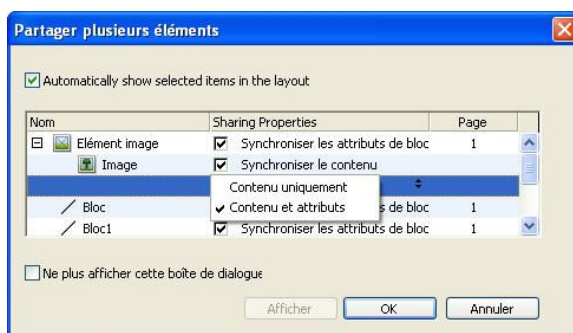 Partager plusieurs éléments
Automatically show selected items in the layout
Nom Sharing Properties Page
Elément image Synchroniser les attributs de bloc 1
Image Synchroniser le contenu
Contenu uniquement
Bloc Contenu et attributs de bloc 1
Bloc1 Synchroniser les attributs de bloc 1
Ne plus afficher cette boîte de dialogue
Afficher OK Annuler